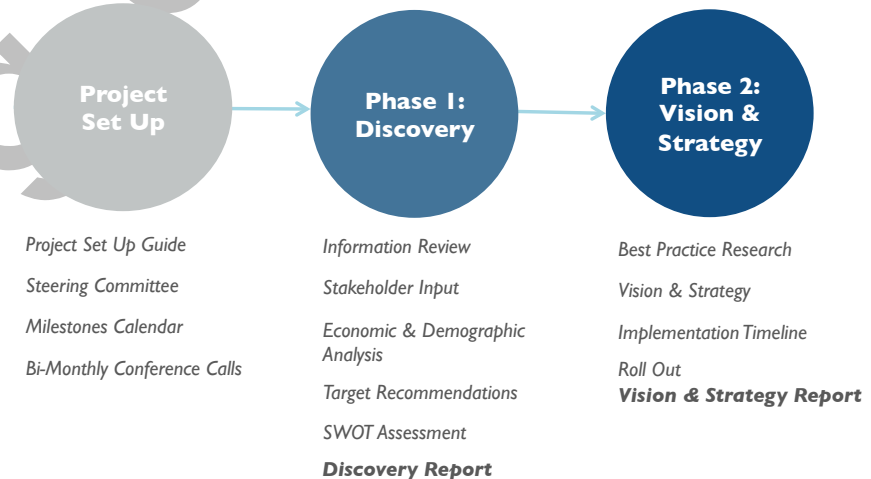 Project
Set Up
Phase 1:
Discovery
Phase 2:
Vision &
Strategy
Project Set Up Guide
Steering Committee
Milestones Calendar
Bi-Monthly Conference Calls
Information Review
Stakeholder Input
Economic & Demographic
Analysis
Target Recommendations
SWOT Assessment
Discovery Report
Best Practice Research
Vision & Strategy
Implementation Timeline
Roll Out
Vision & Strategy Report